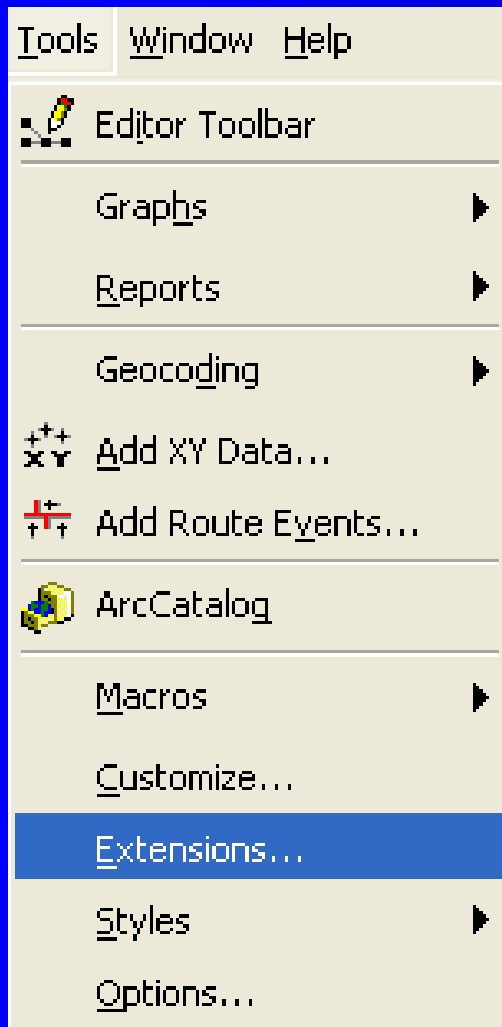 Tools Window Help
Editor Toolbar
Graphs
Reports
Geocoding
Add XY Data...
Add Route Events...
ArcCatalog
Macros
Customize...
Extensions...
Styles
Options...